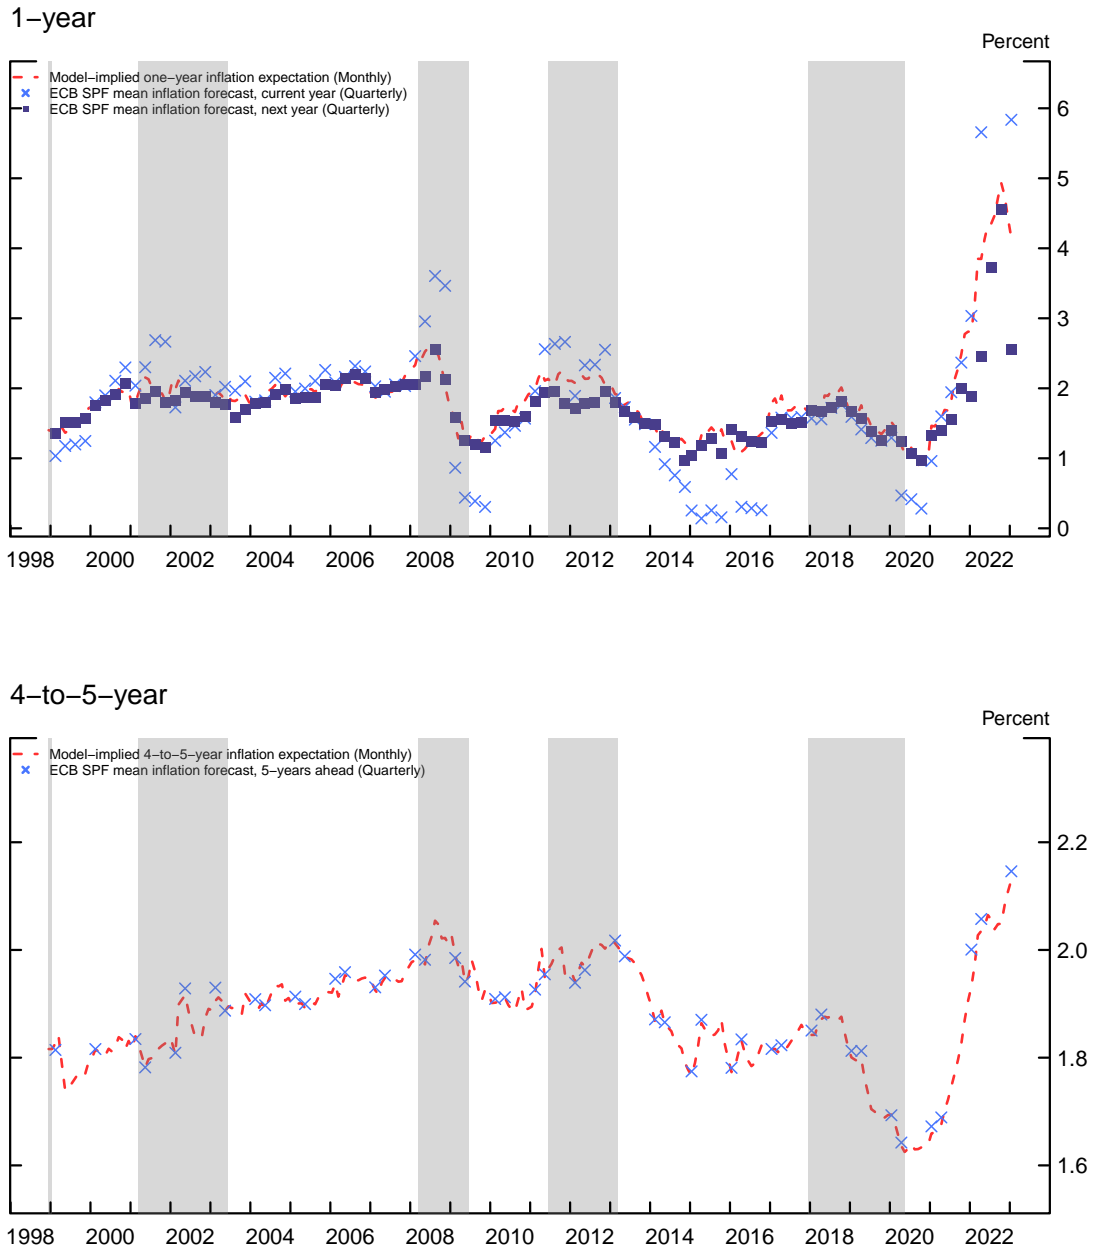 1−year
Percent
Model−implied one−year inflation expectation (Monthly)
ECB SPF mean inflation forecast, current year (Quarterly)
ECB SPF mean inflation forecast, next year (Quarterly)
6
5
4
3
2
1
0
1998 2000 2002 2004 2006 2008 2010 2012 2014 2016 2018 2020 2022
4−to−5−year
Percent
Model−implied 4−to−5−year inflation expectation (Monthly)
ECB SPF mean inflation forecast, 5−years ahead (Quarterly)
2.2
2.0
1.8
1.6
1998 2000 2002 2004 2006 2008 2010 2012 2014 2016 2018 2020 2022